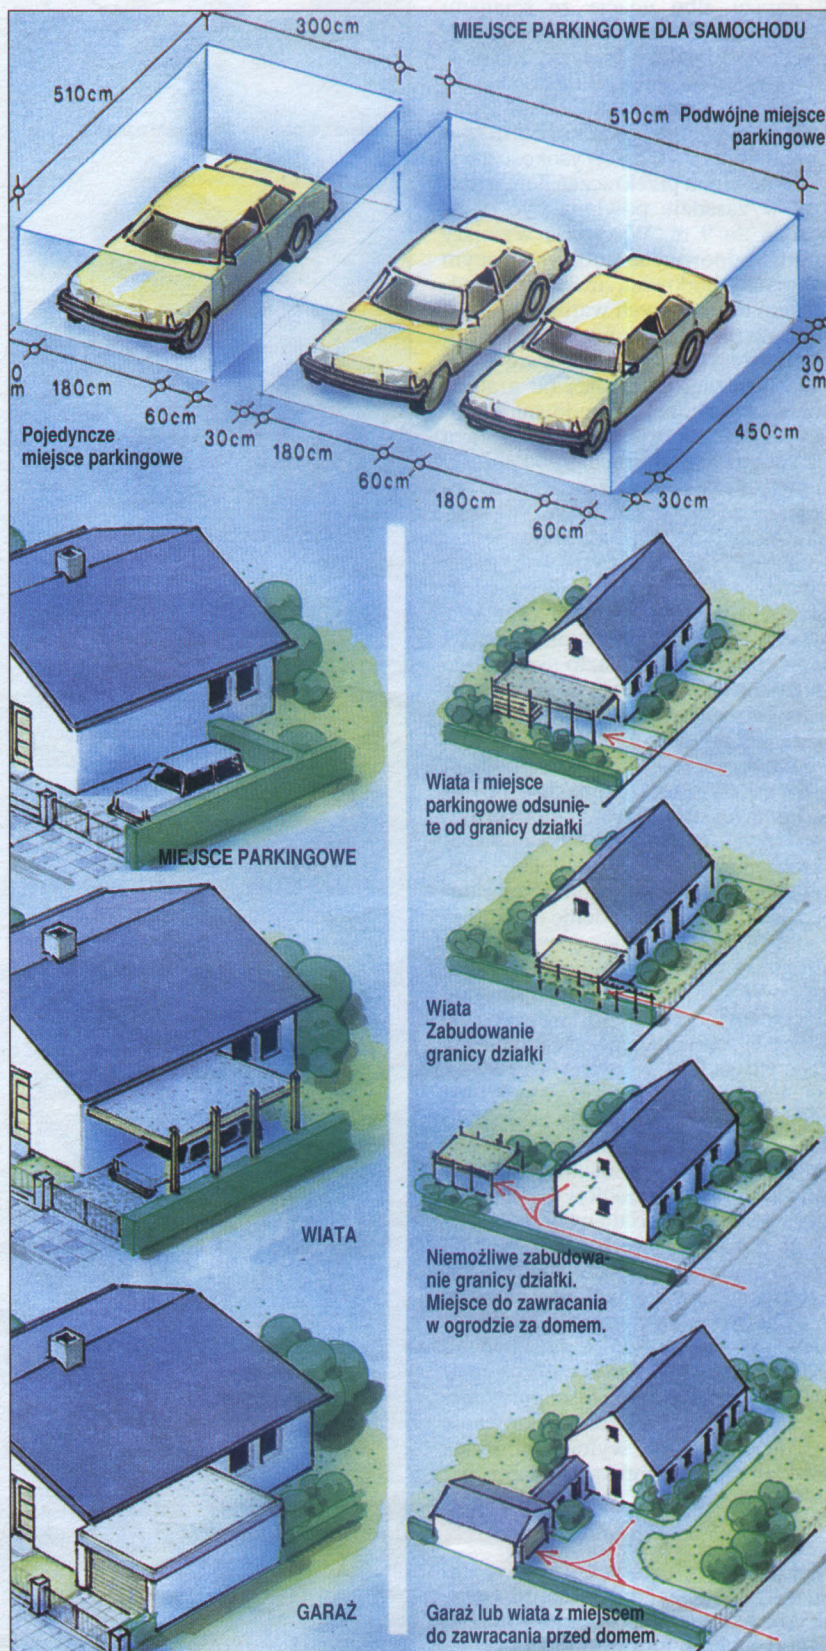 MIEJSCE PARKINGOWE DLA SAMOCHODU
300cm
510cm
510cm
Podwójne miejsce
parkingowe
0
m
180cm
60cm
30cm
180cm
60cm
180cm
60cm
30cm
450cm
30
cm
Pojedyncze
miejsce parkingowe
MIEJSCE PARKINGOWE
WIATA
GARAŻ
Wiata i miejsce
parkingowe odsunię-
te od granicy działki
Wiata
Zabudowanie
granicy działki
Niemożliwe zabudowa-
nie granicy działki.
Miejsce do zawracania
w ogrodzie za domem.
Garaż lub wiata z miejscem
do zawracania przed domem